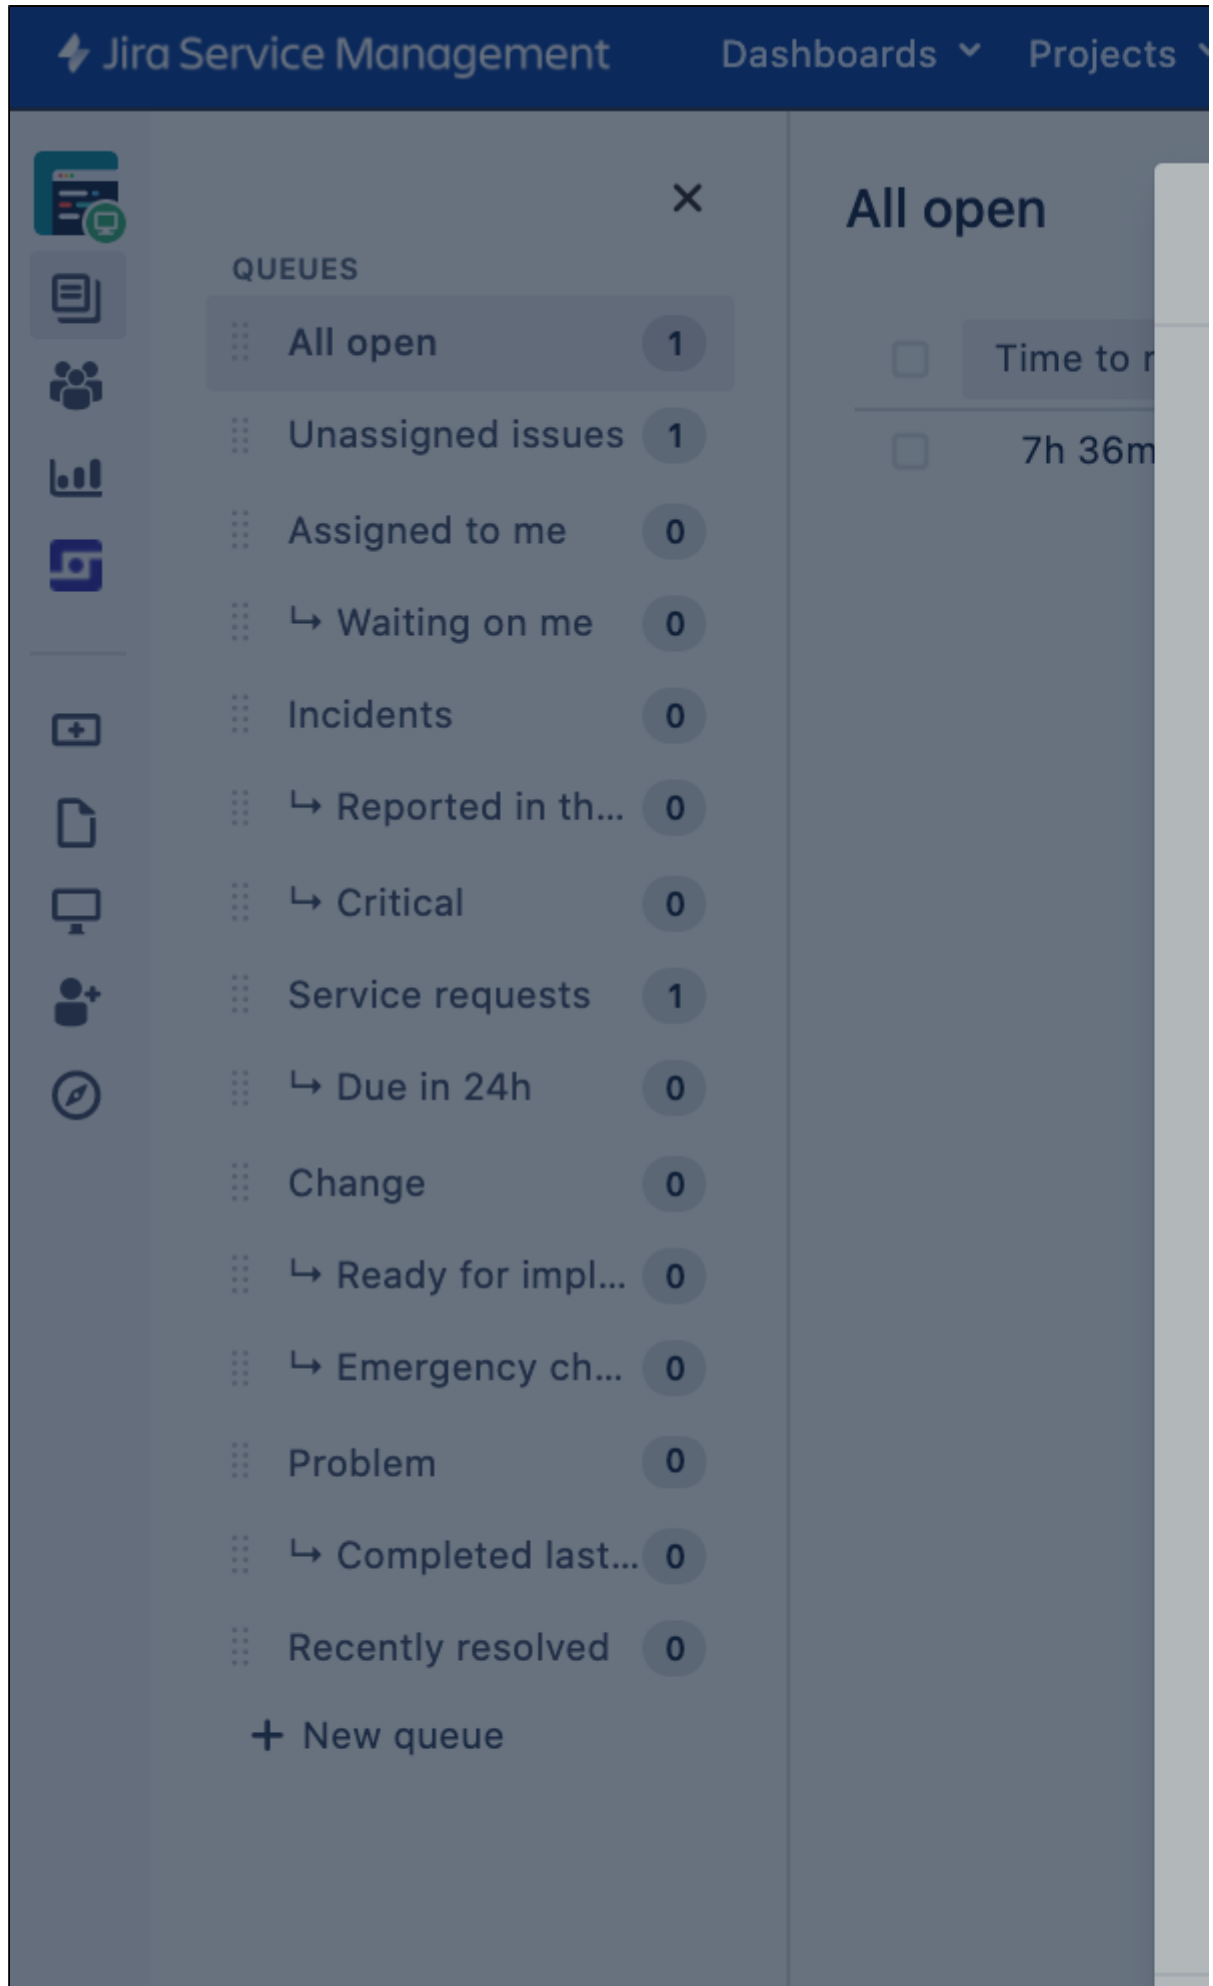 Jira Service Management Dashboards Projects
QUEUES
All open 1
Unassigned issues 1
Assigned to me 0
Waiting on me 0
Incidents 0
Reported in th... 0
Critical 0
Service requests 1
Due in 24h 0
Change 0
Ready for impl... 0
Emergency ch... 0
Problem 0
Completed last... 0
Recently resolved 0
+ New queue
All open
Time to r
7h 36m